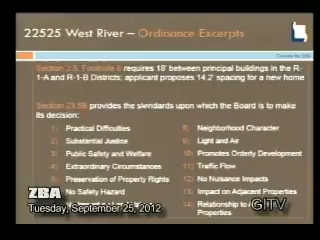 22525 West River – Ordinance Excerpts
Section 2.5, Footnote requires 18' between principal buildings in the R-
1-A and R-1-B Districts; applicant proposes 14.2' spacing for a new home
Section provides the standards upon which the Board is to make
its decision:
1) Practical Difficulties
2) Substantial Justice
3) Public Safety and Welfare
4) Extraordinary Circumstances
5) Preservation of Property Rights
6) No Safety Hazard
8) Neighborhood Character
9) Light and Air
10) Promotes Orderly Development
11) Traffic Flow
12) No Nuisance Impacts
13) Impact on Adjacent Properties
14) Relationship to
Properties
ZBA
Tuesday, September 25, 2012
GITV